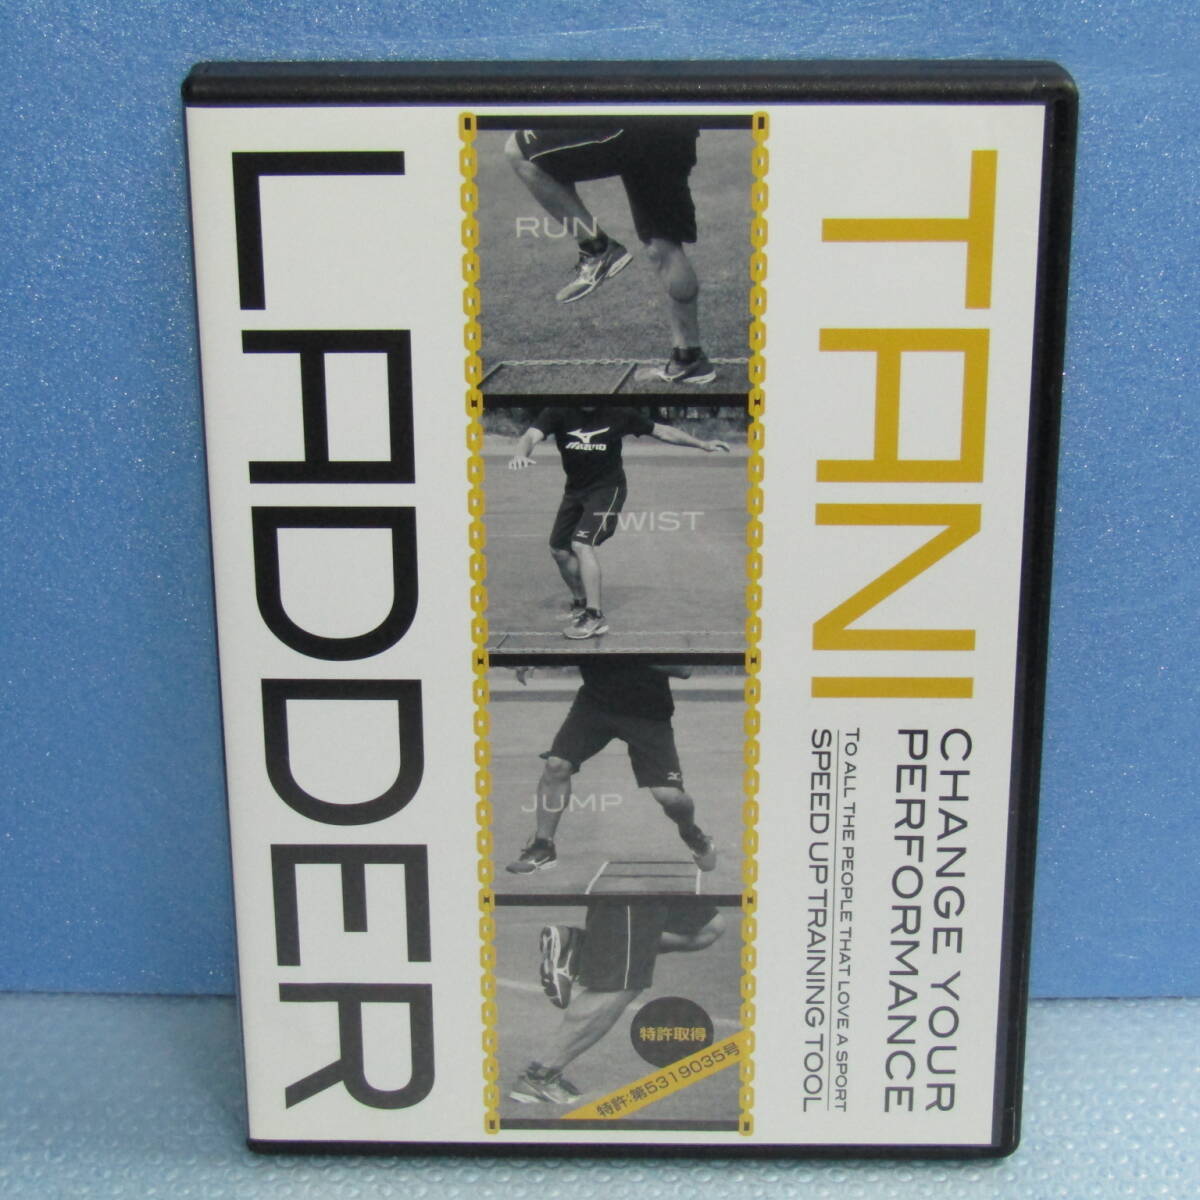 TANI
CHANGE YOUR
PERFORMANCE
TO ALL THE PEOPLE THAT LOVE A SPORT
SPEED UP TRAINING TOOL
RUN
MIZUNO
TWIST
JUMP
特許取得
特許:第5319035号
LADDER